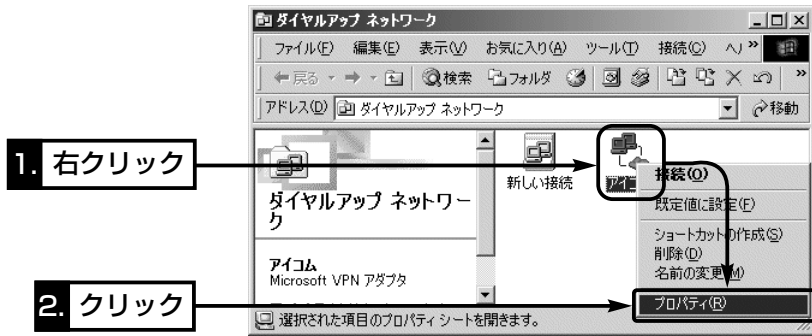 ダイヤルアップ ネットワーク
ファイル(F) 編集(E) 表示(V) お気に入り(A) ツール(T) 接続(C) ヘ) »
戻る 検索 フォルダ »
アドレス(D) ダイヤルアップ ネットワーク 移動
1. 右クリック
ダイヤルアップ ネットワー
ク
新しい接続
アイコ
接続(O)
既定値に設定(F)
ショートカットの作成(S)
削除(D)
名前の変更(M)
プロパティ(R)
アイコム
Microsoft VPN アダプタ
2. クリック
選択された項目のプロパティ シートを開きます。